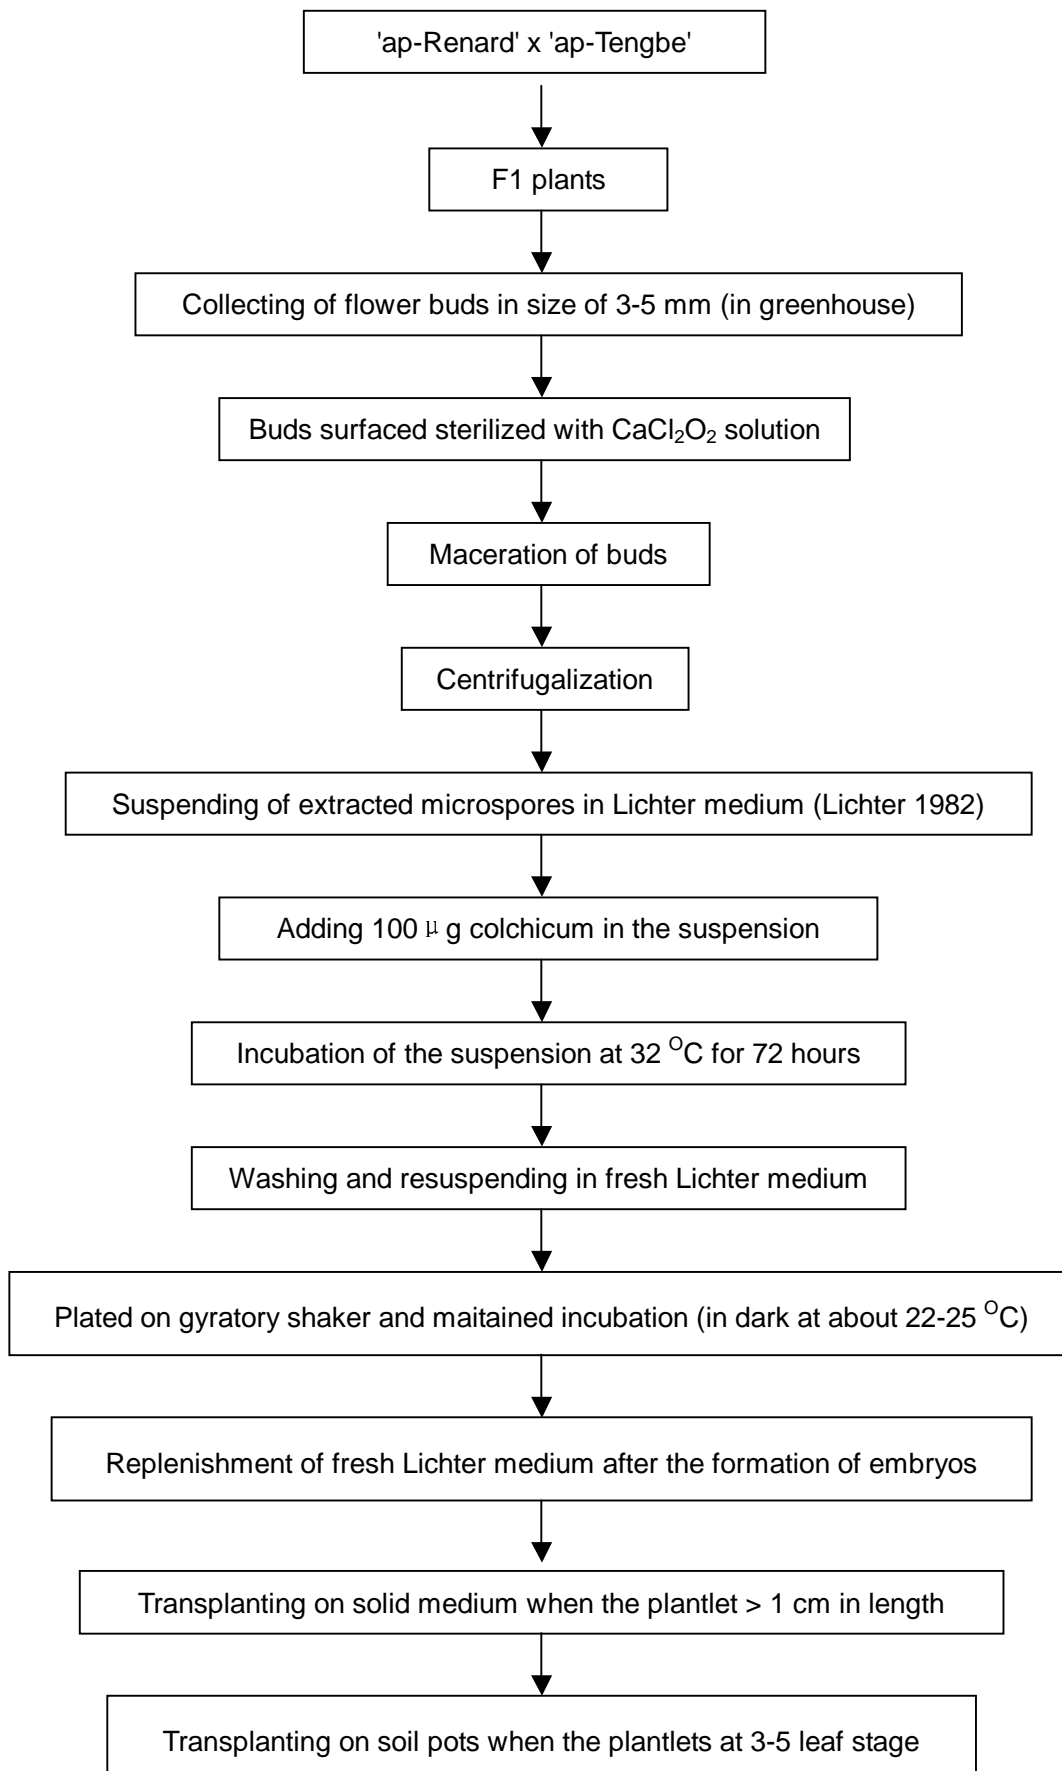 'ap-Renard' x 'ap-Tengbe'
F1 plants
Collecting of flower buds in size of 3-5 mm (in greenhouse)
Buds surfaced sterilized with CaCl₂O₂ solution
Maceration of buds
Centrifugalization
Suspending of extracted microspores in Lichter medium (Lichter 1982)
Adding 100 μg colchicum in the suspension
Incubation of the suspension at 32 ᴼC for 72 hours
Washing and resuspending in fresh Lichter medium
Plated on gyratory shaker and maitained incubation (in dark at about 22-25 ᴼC)
Replenishment of fresh Lichter medium after the formation of embryos
Transplanting on solid medium when the plantlet > 1 cm in length
Transplanting on soil pots when the plantlets at 3-5 leaf stage